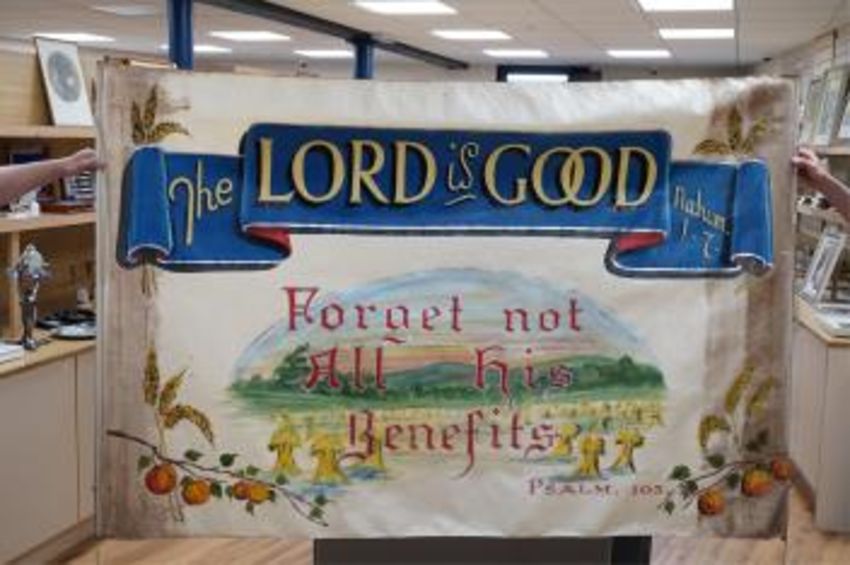 The LORD is GOOD Nahum 1-7
Forget not
All His
Benefits
PSALM. 103.